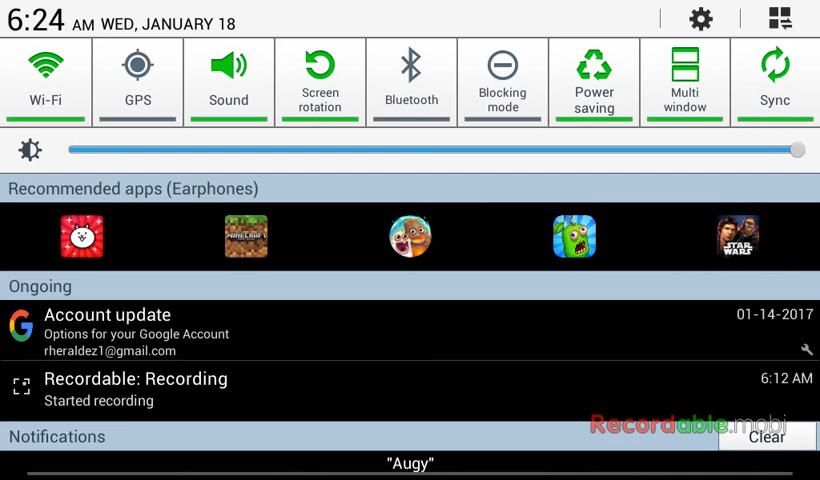 6:24 AM WED, JANUARY 18
Wi-Fi
GPS
Sound
Screen
rotation
Bluetooth
Blocking
mode
Power
saving
Multi
window
Sync
Recommended apps (Earphones)
MINECRAFT
STAR
WARS
Ongoing
Account update
01-14-2017
Options for your Google Account
rheraldez1@gmail.com
Recordable: Recording
6:12 AM
Started recording
Recordable.mobi
Notifications
Clear
"Augy"